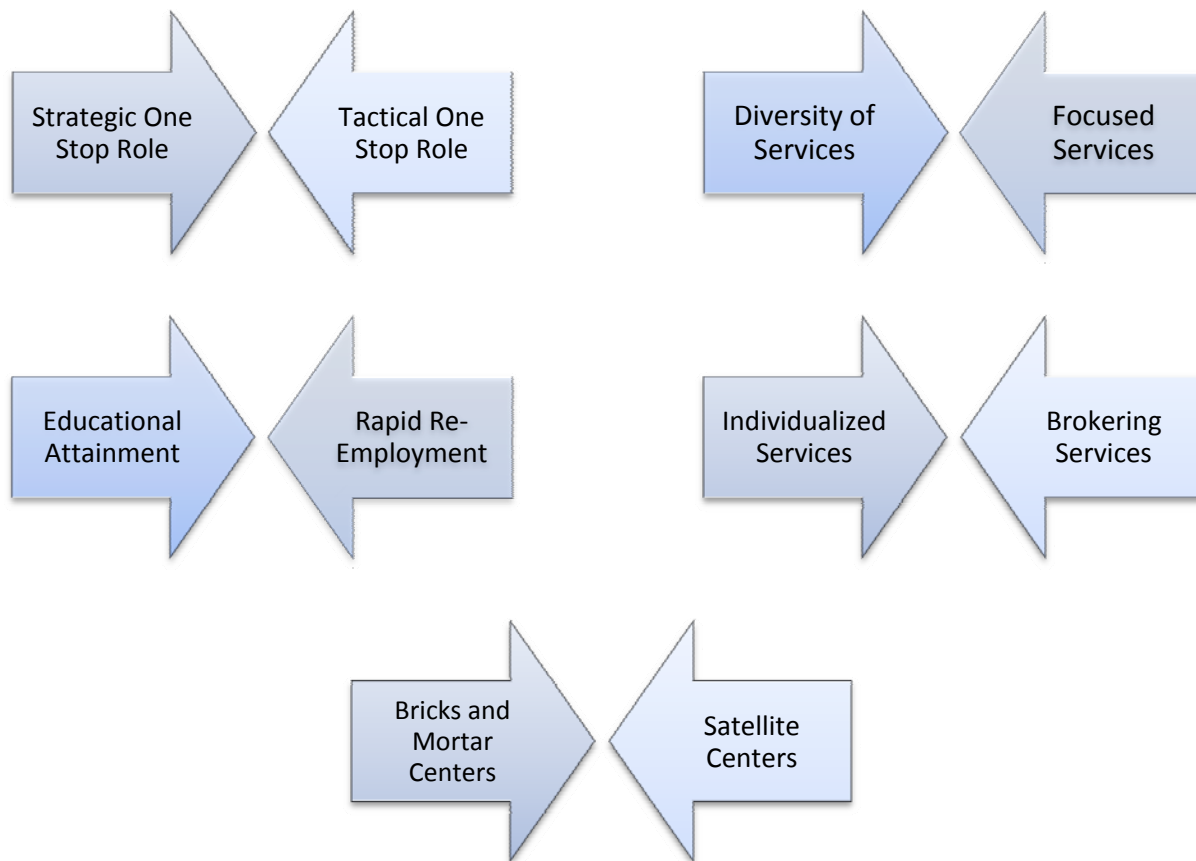 Strategic One
Stop Role
Tactical One
Stop Role
Diversity of
Services
Focused
Services
Educational
Attainment
Rapid Re-
Employment
Individualized
Services
Brokering
Services
Bricks and
Mortar
Centers
Satellite
Centers